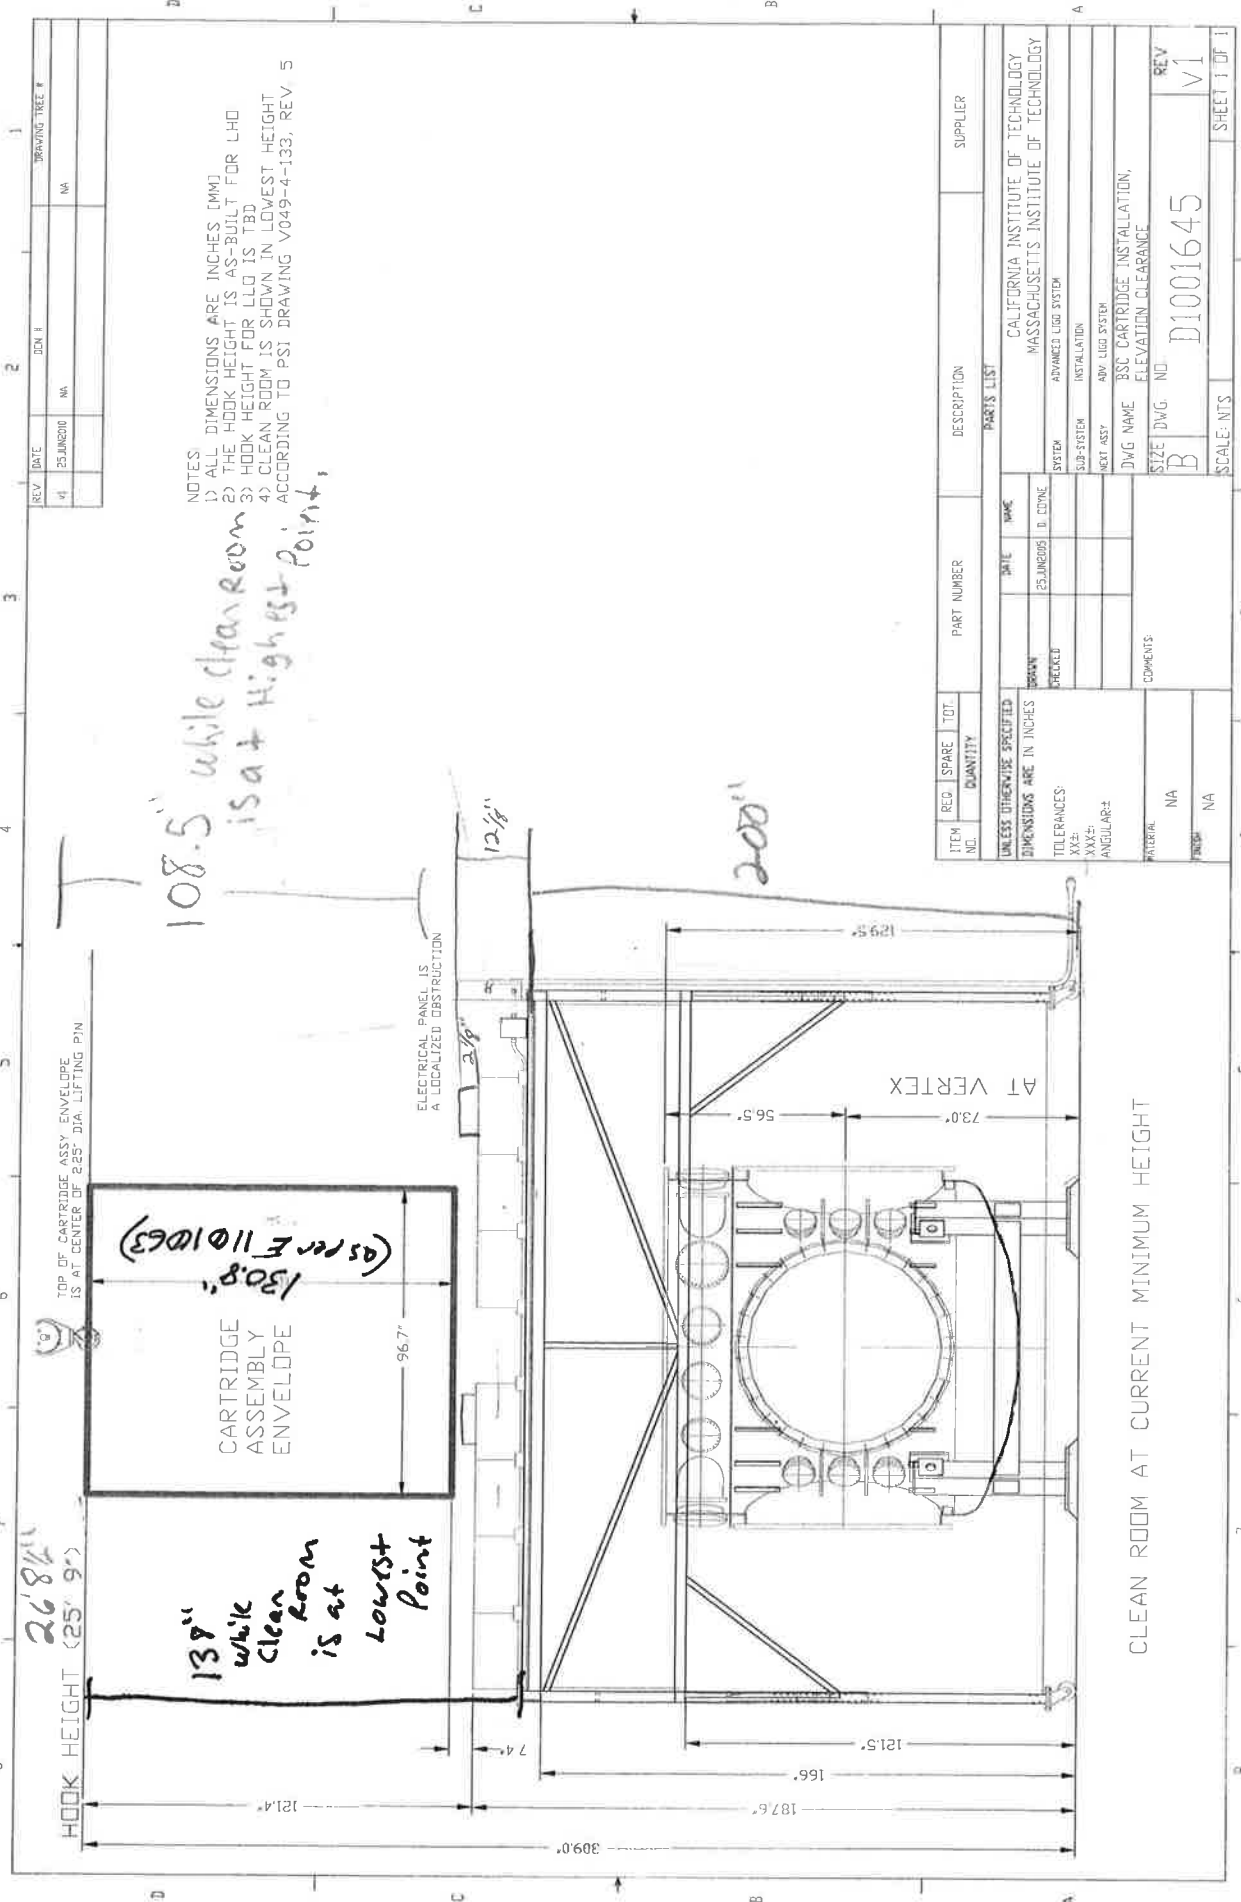 REV DATE DCN # DRAWING TREE #
v1 25JUN2010 NA NA
NOTES:
1) ALL DIMENSIONS ARE INCHES [MM]
2) THE HOOK HEIGHT IS AS-BUILT FOR LHO
3) HOOK HEIGHT FOR LLO IS TBD
4) CLEAN ROOM IS SHOWN IN LOWEST HEIGHT
ACCORDING TO PSI DRAWING V049-4-133, REV. 5
108.5" while clean Room
is at Highest Point.
26' 8½"
HOOK HEIGHT (25' 9")
TOP OF CARTRIDGE ASSY ENVELOPE
IS AT CENTER OF 2.25" DIA. LIFTING PIN
138"
while
Clean
Room
is at
Lowest
Point
CARTRIDGE
ASSEMBLY
ENVELOPE
130.8"
(as per E1101063)
96.7"
ELECTRICAL PANEL IS
A LOCALIZED OBSTRUCTION
2⅛"
12⅛"
200"
7.4"
121.4"
309.0"
187.6"
166"
121.5"
56.5"
73.0"
129.5"
AT VERTEX
CLEAN ROOM AT CURRENT MINIMUM HEIGHT
ITEM NO. REQ. SPARE TOT. PART NUMBER DESCRIPTION SUPPLIER
QUANTITY
PARTS LIST
UNLESS OTHERWISE SPECIFIED
DIMENSIONS ARE IN INCHES
TOLERANCES:
.XX±
.XXX±
ANGULAR±
MATERIAL
NA
FINISH
NA
DATE NAME
DRAWN 25JUN2005 D. COYNE
CHECKED
COMMENTS:
CALIFORNIA INSTITUTE OF TECHNOLOGY
MASSACHUSETTS INSTITUTE OF TECHNOLOGY
SYSTEM ADVANCED LIGO SYSTEM
SUB-SYSTEM INSTALLATION
NEXT ASSY ADV. LIGO SYSTEM
DWG NAME BSC CARTRIDGE INSTALLATION,
ELEVATION CLEARANCE
SIZE DWG. NO. REV
B D1001645 v1
SCALE: NTS SHEET 1 OF 1